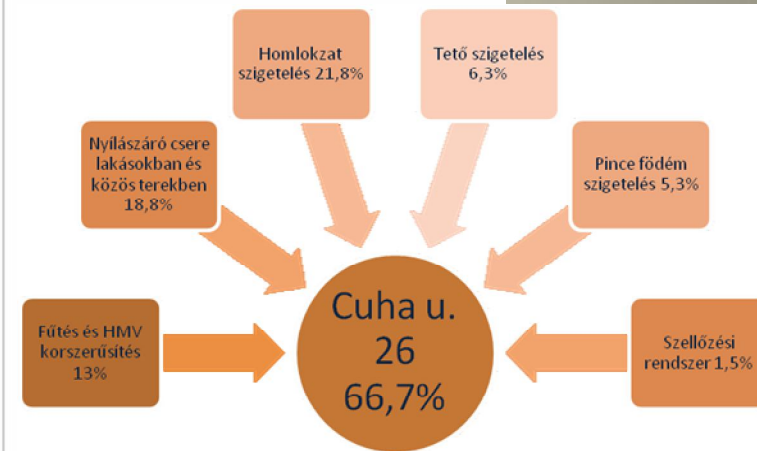 Homlokzat
szigetelés 21,8%
Tető szigetelés
6,3%
Nyílászáró csere
lakásokban és
közös terekben
18,8%
Pince födém
szigetelés 5,3%
Fűtés és HMV
korszerűsítés
13%
Cuha u.
26
66,7%
Szellőzési
rendszer 1,5%